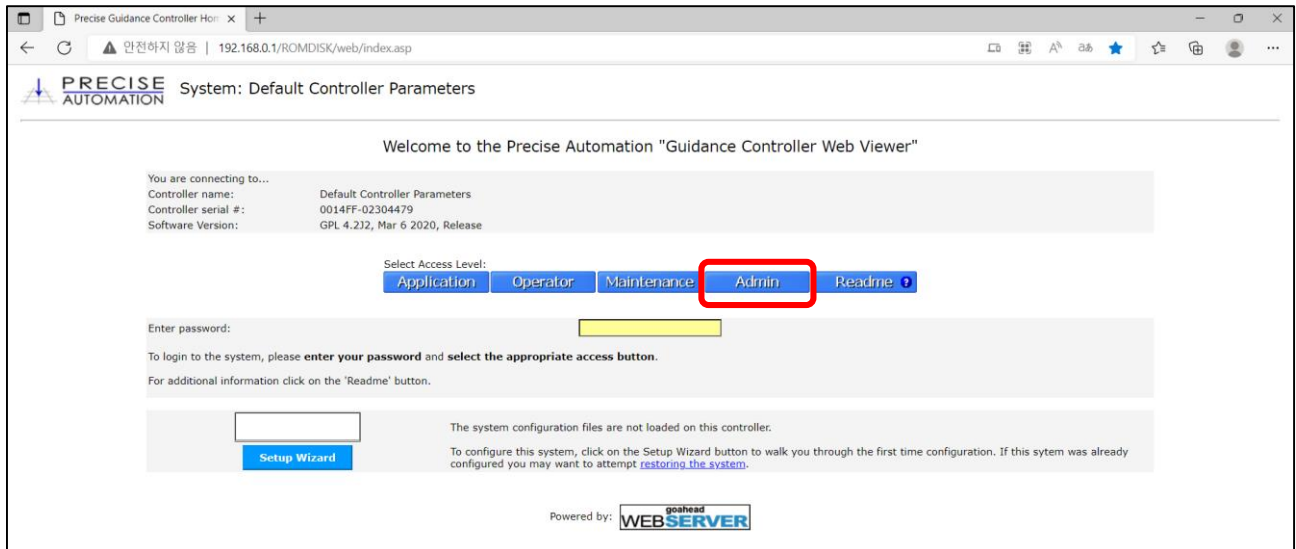 Precise Guidance Controller Hom
안전하지 않음 | 192.168.0.1/ROMDISK/web/index.asp
PRECISE AUTOMATION System: Default Controller Parameters
Welcome to the Precise Automation "Guidance Controller Web Viewer"
You are connecting to...
Controller name: Default Controller Parameters
Controller serial #: 0014FF-02304479
Software Version: GPL 4.2J2, Mar 6 2020, Release
Select Access Level:
Application Operator Maintenance Admin Readme ?
Enter password:
To login to the system, please enter your password and select the appropriate access button.
For additional information click on the 'Readme' button.
The system configuration files are not loaded on this controller.
Setup Wizard To configure this system, click on the Setup Wizard button to walk you through the first time configuration. If this sytem was already
configured you may want to attempt restoring the system.
Powered by: goahead WEBSERVER